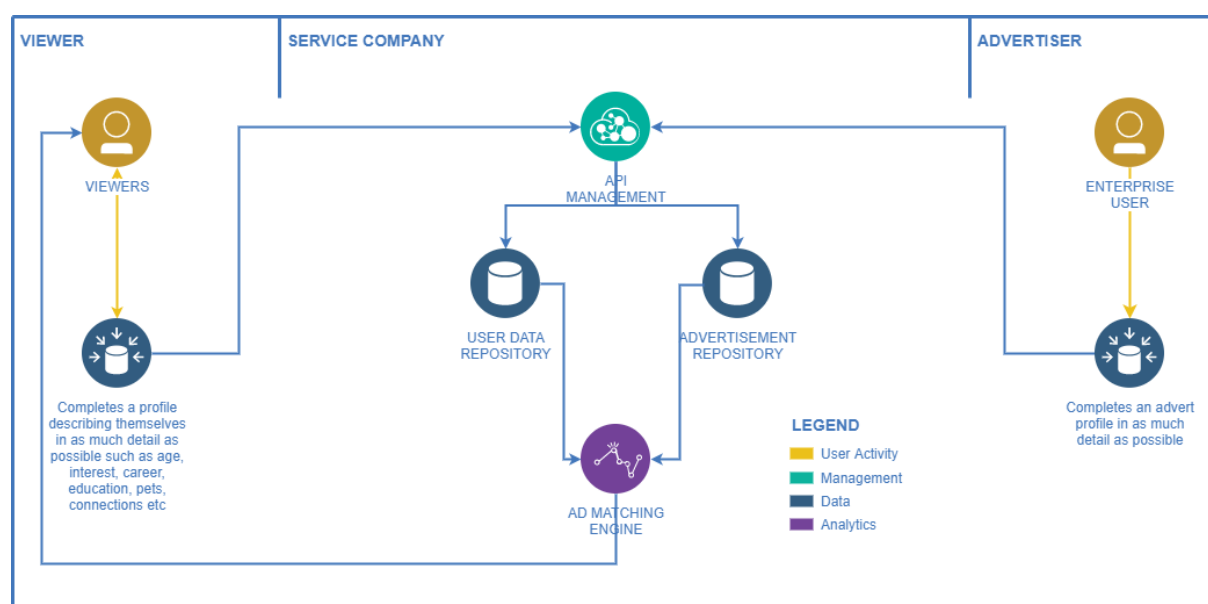 VIEWER
SERVICE COMPANY
ADVERTISER
VIEWERS
API
MANAGEMENT
ENTERPRISE
USER
USER DATA
REPOSITORY
ADVERTISEMENT
REPOSITORY
Completes a profile
describing themselves
in as much detail as
possible such as age,
interest, career,
education, pets,
connections etc
Completes an advert
profile in as much
detail as possible
AD MATCHING
ENGINE
LEGEND
User Activity
Management
Data
Analytics